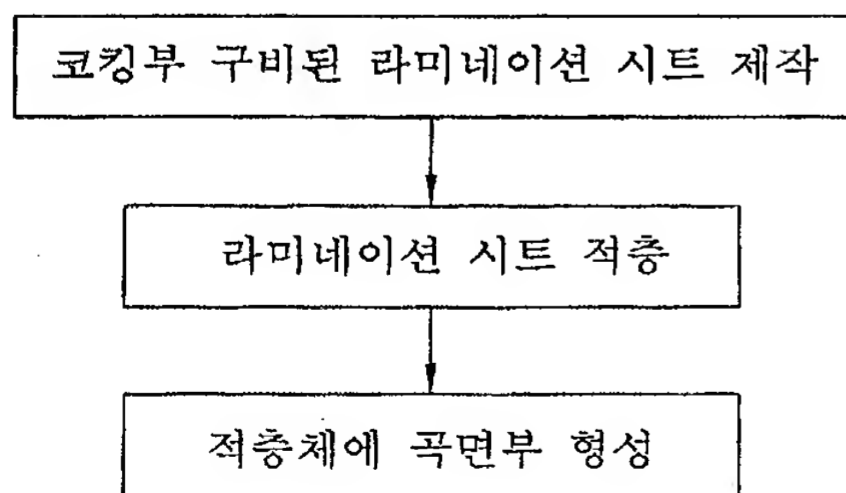 코킹부 구비된 라미네이션 시트 제작
라미네이션 시트 적층
적층체에 곡면부 형성